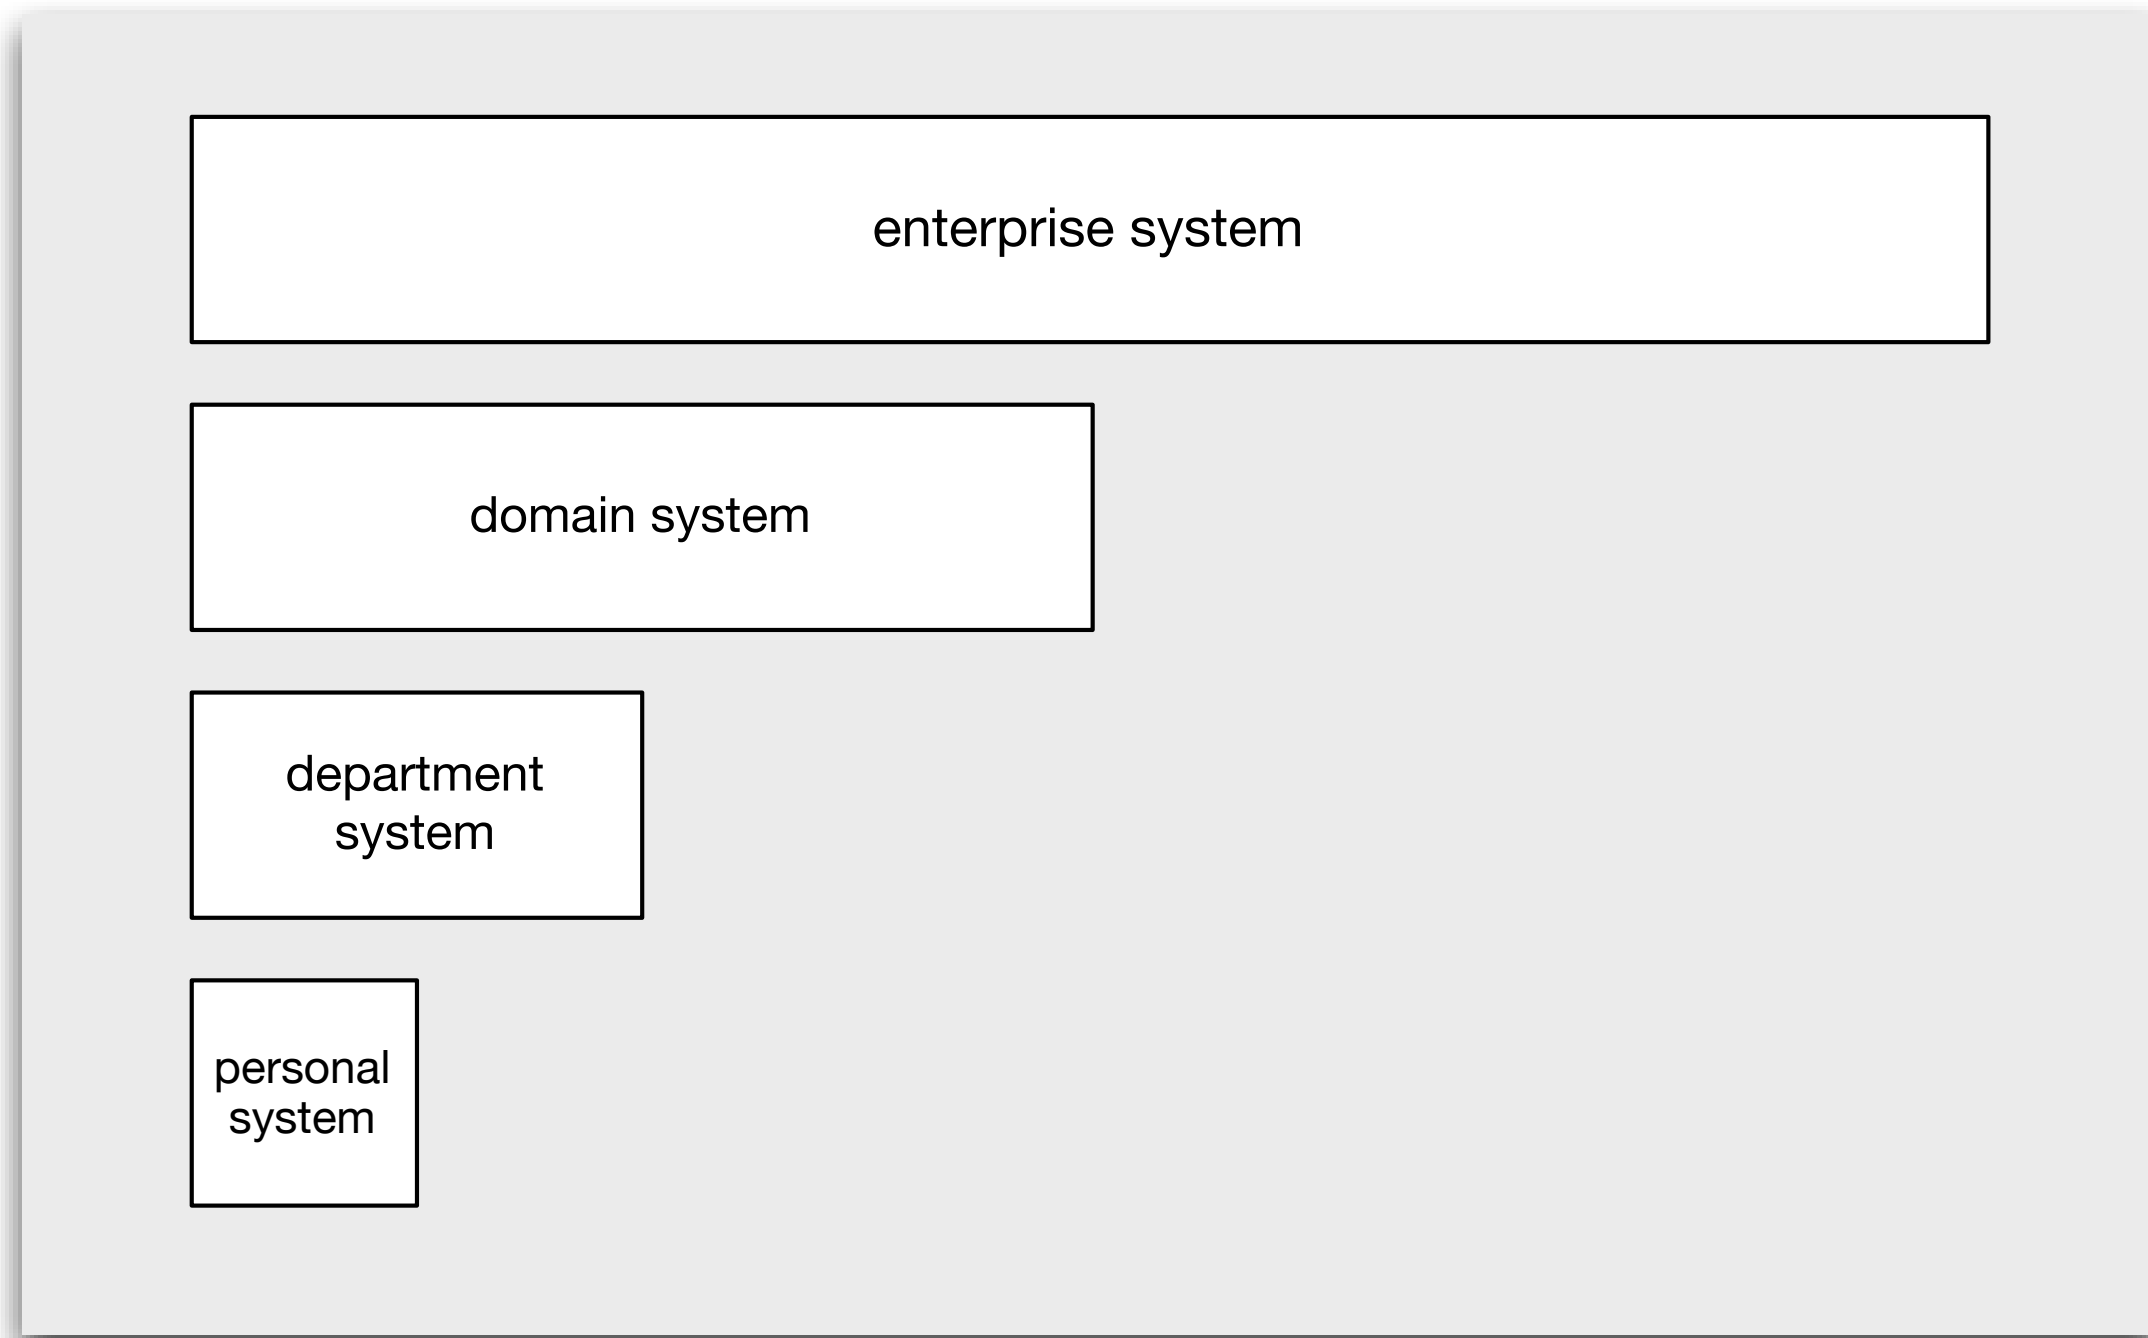 enterprise system
domain system
department
system
personal
system